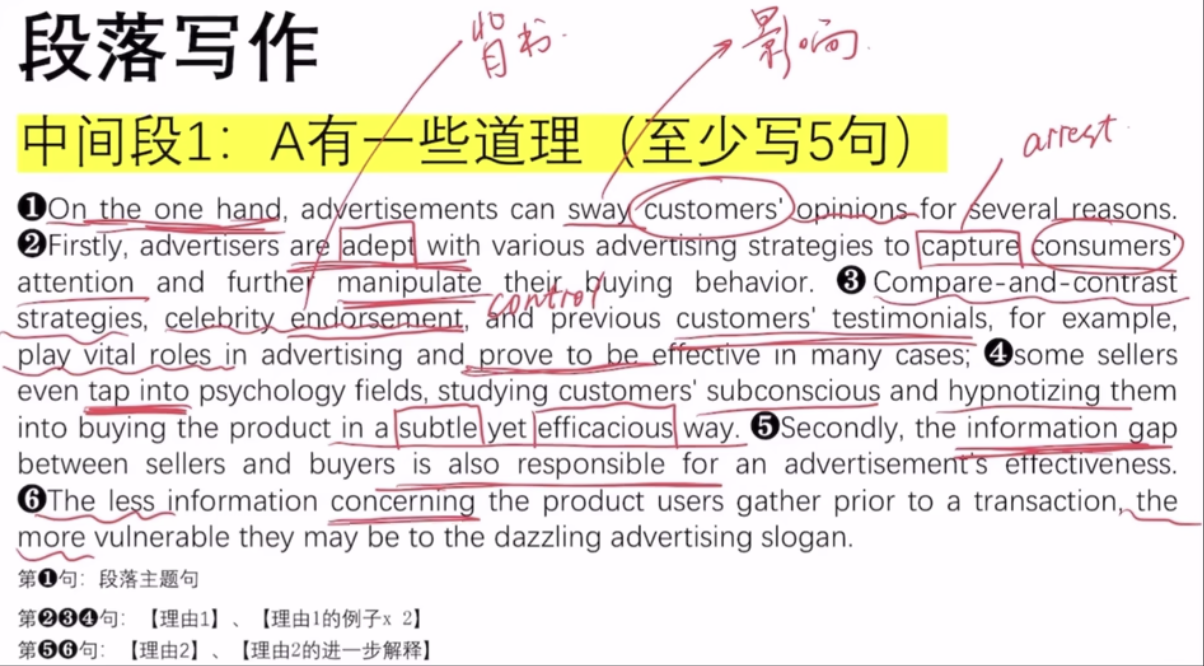 段落写作
背书.
影响.
中间段1：A有一些道理（至少写5句）
arrest.
❶On the one hand, advertisements can sway customers' opinions for several reasons.
❷Firstly, advertisers are adept with various advertising strategies to capture consumers'
attention and further manipulate their buying behavior. ❸ Compare-and-contrast
control
strategies, celebrity endorsement, and previous customers' testimonials, for example,
play vital roles in advertising and prove to be effective in many cases; ❹some sellers
even tap into psychology fields, studying customers' subconscious and hypnotizing them
into buying the product in a subtle yet efficacious way. ❺Secondly, the information gap
between sellers and buyers is also responsible for an advertisement's effectiveness.
❻The less information concerning the product users gather prior to a transaction, the
more vulnerable they may be to the dazzling advertising slogan.
第❶句：段落主题句
第❷❸❹句：【理由1】、【理由1的例子x 2】
第❺❻句：【理由2】、【理由2的进一步解释】